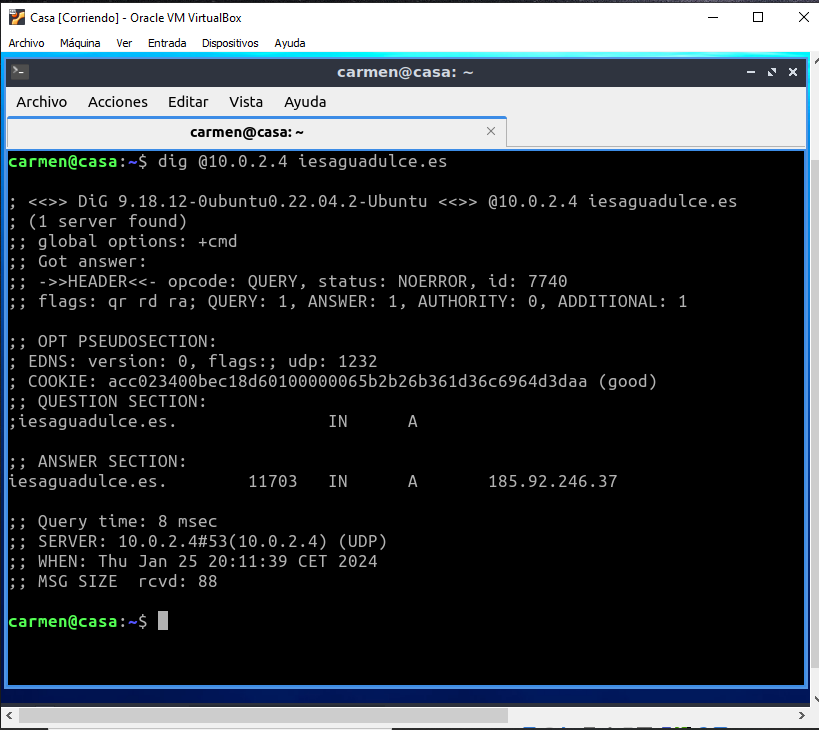 Casa [Corriendo] - Oracle VM VirtualBox
Archivo Máquina Ver Entrada Dispositivos Ayuda
carmen@casa: ~
Archivo Acciones Editar Vista Ayuda
carmen@casa: ~
carmen@casa:~$ dig @10.0.2.4 iesaguadulce.es
; <<>> DiG 9.18.12-0ubuntu0.22.04.2-Ubuntu <<>> @10.0.2.4 iesaguadulce.es
; (1 server found)
;; global options: +cmd
;; Got answer:
;; ->>HEADER<<- opcode: QUERY, status: NOERROR, id: 7740
;; flags: qr rd ra; QUERY: 1, ANSWER: 1, AUTHORITY: 0, ADDITIONAL: 1
;; OPT PSEUDOSECTION:
; EDNS: version: 0, flags:; udp: 1232
; COOKIE: acc023400bec18d60100000065b2b26b361d36c6964d3daa (good)
;; QUESTION SECTION:
;iesaguadulce.es. IN A
;; ANSWER SECTION:
iesaguadulce.es. 11703 IN A 185.92.246.37
;; Query time: 8 msec
;; SERVER: 10.0.2.4#53(10.0.2.4) (UDP)
;; WHEN: Thu Jan 25 20:11:39 CET 2024
;; MSG SIZE rcvd: 88
carmen@casa:~$